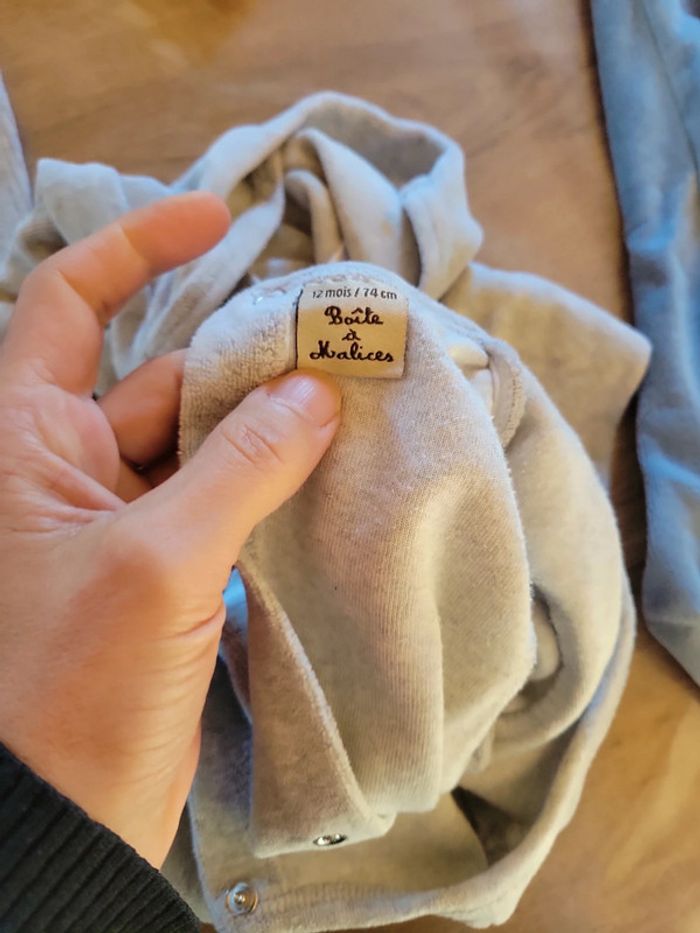 12 mois / 74 cm
Boîte
à
Malices